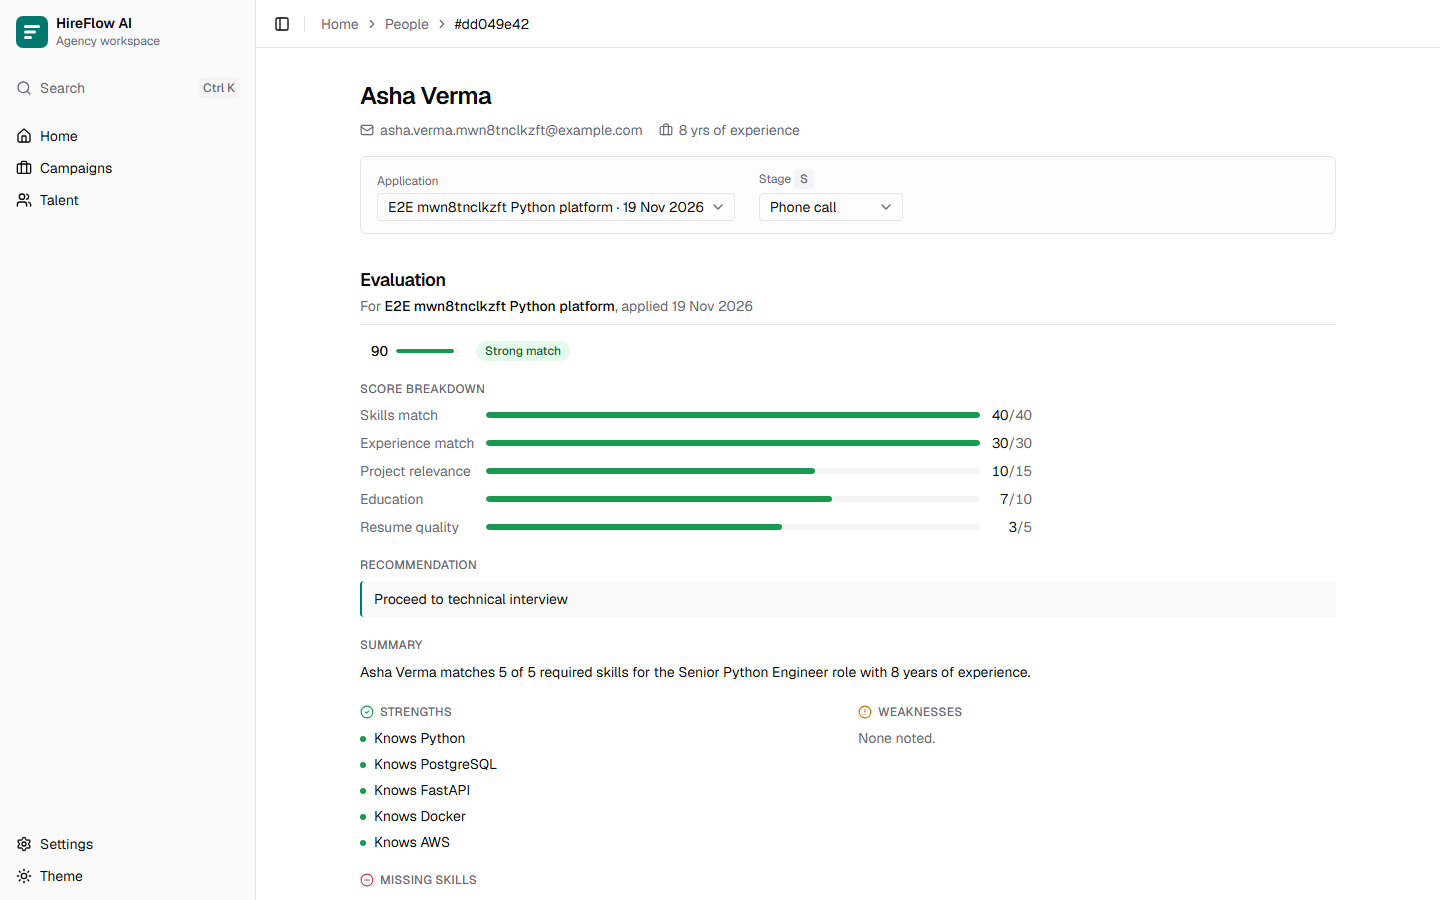 HireFlow AI
Agency workspace
Search Ctrl K
Home
Campaigns
Talent
Settings
Theme
Home > People > #dd049e42
Asha Verma
asha.verma.mwn8tnclkzft@example.com 8 yrs of experience
Application
E2E mwn8tnclkzft Python platform · 19 Nov 2026
Stage S
Phone call
Evaluation
For E2E mwn8tnclkzft Python platform, applied 19 Nov 2026
90 Strong match
SCORE BREAKDOWN
Skills match 40/40
Experience match 30/30
Project relevance 10/15
Education 7/10
Resume quality 3/5
RECOMMENDATION
Proceed to technical interview
SUMMARY
Asha Verma matches 5 of 5 required skills for the Senior Python Engineer role with 8 years of experience.
STRENGTHS
Knows Python
Knows PostgreSQL
Knows FastAPI
Knows Docker
Knows AWS
WEAKNESSES
None noted.
MISSING SKILLS